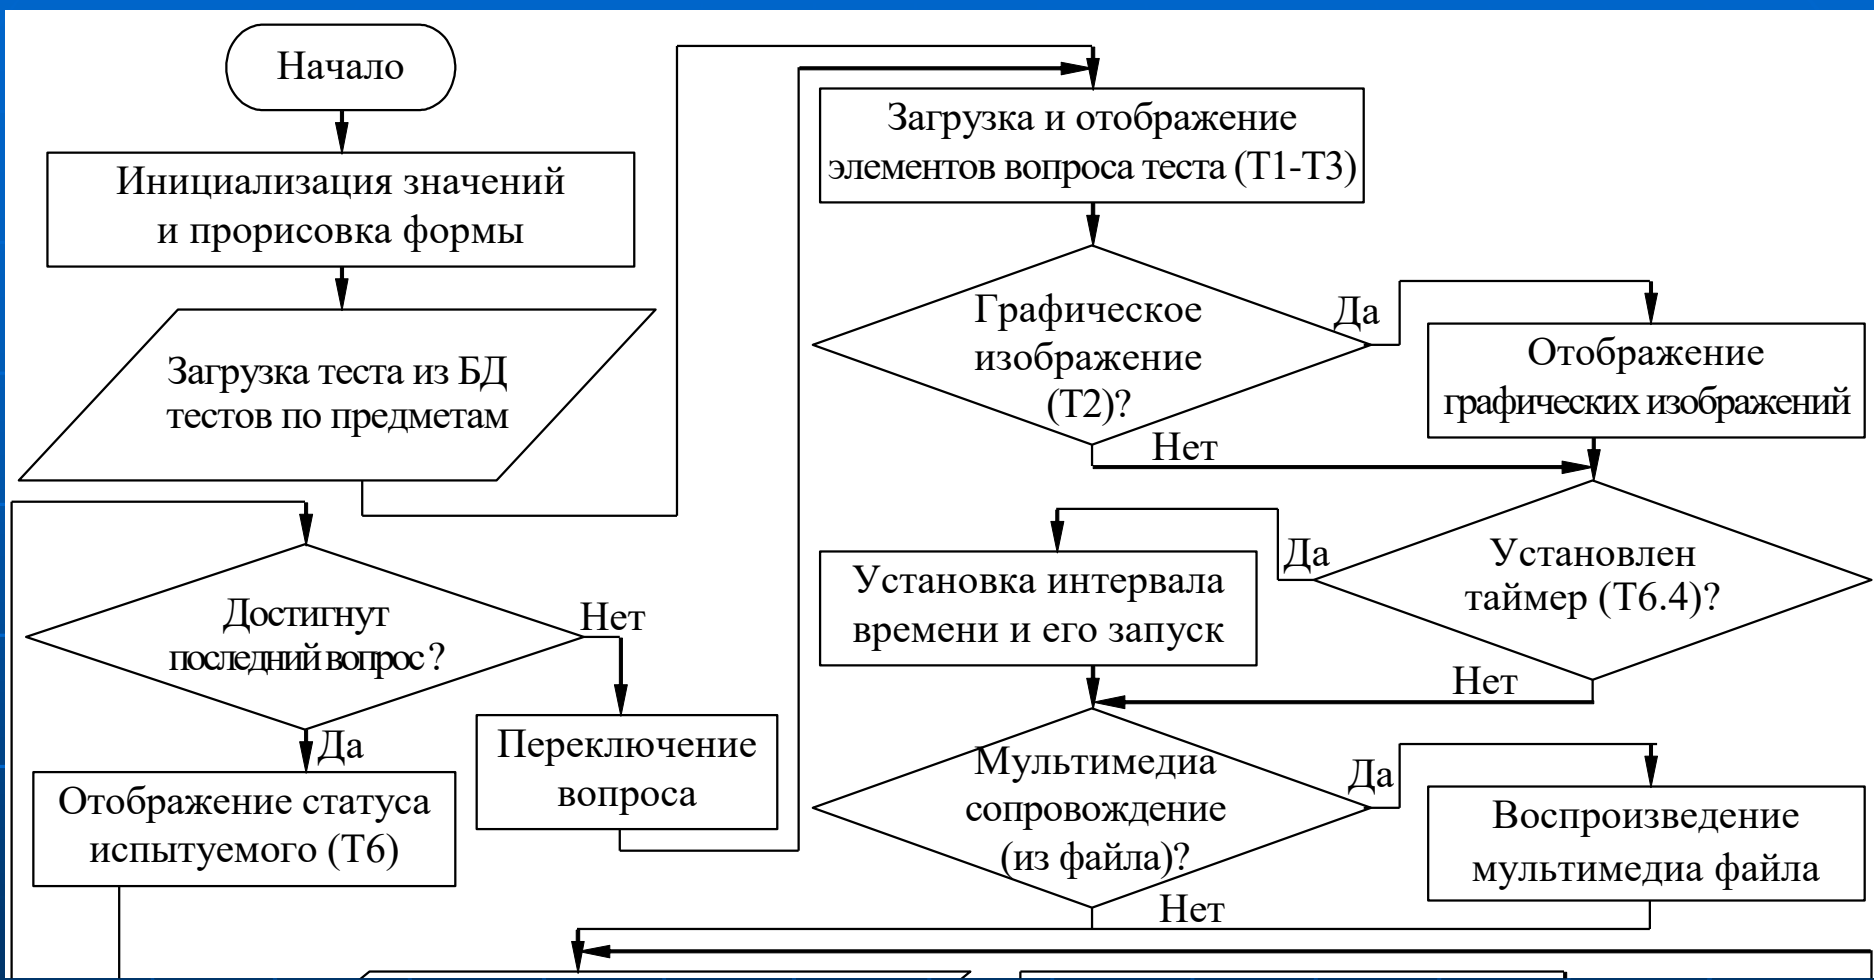 Начало
Инициализация значений
и прорисовка формы
Загрузка теста из БД
тестов по предметам
Достигнут
последний вопрос ?
Нет
Да
Переключение
вопроса
Отображение статуса
испытуемого (Т6)
Загрузка и отображение
элементов вопроса теста (Т1-Т3)
Графическое
изображение
(Т2)?
Да
Отображение
графических изображений
Нет
Установлен
таймер (Т6.4)?
Да
Установка интервала
времени и его запуск
Нет
Мультимедиа
сопровождение
(из файла)?
Да
Воспроизведение
мультимедиа файла
Нет